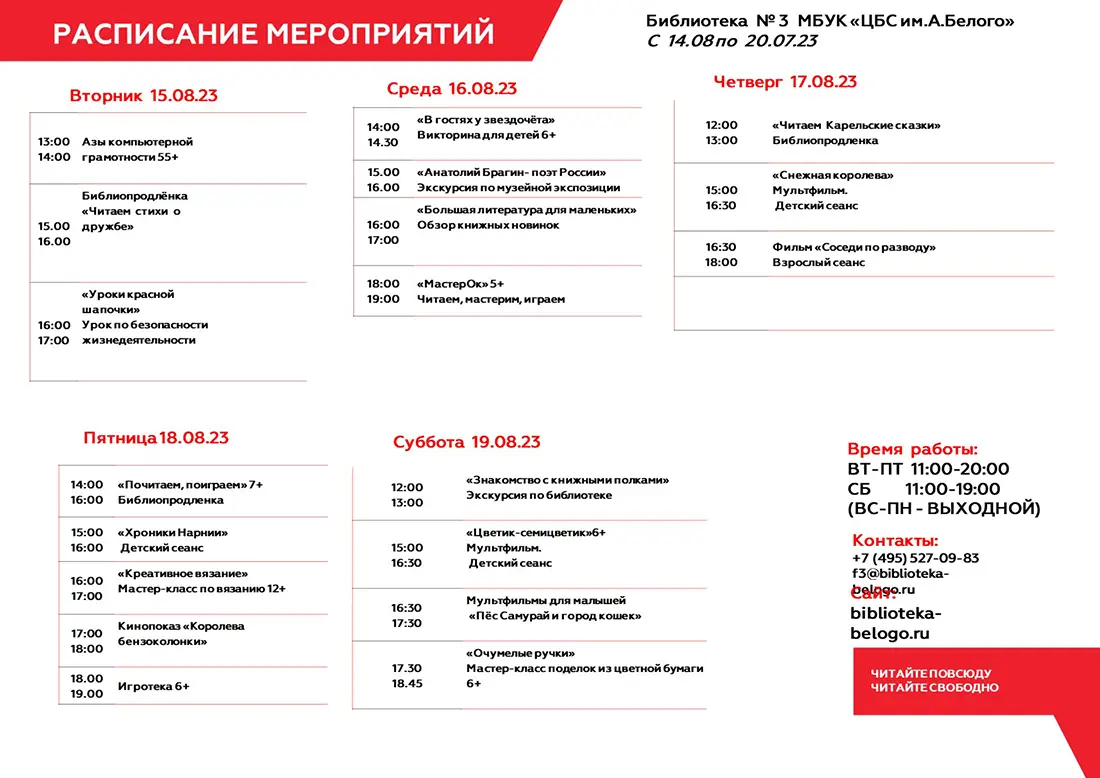 РАСПИСАНИЕ МЕРОПРИЯТИЙ
Библиотека № 3 МБУК «ЦБС им.А.Белого»
С 14.08 по 20.07.23
Вторник 15.08.23
13:00 Азы компьютерной
14:00 грамотности 55+
Библиопродлёнка
«Читаем стихи о
15.00 дружбе»
16.00
«Уроки красной
шапочки»
16:00 Урок по безопасности
17:00 жизнедеятельности
Среда 16.08.23
«В гостях у звездочёта»
14:00 Викторина для детей 6+
14.30
15.00 «Анатолий Брагин- поэт России»
16.00 Экскурсия по музейной экспозиции
«Большая литература для маленьких»
16:00 Обзор книжных новинок
17:00
18:00 «МастерОк» 5+
19:00 Читаем, мастерим, играем
Четверг 17.08.23
12:00 «Читаем Карельские сказки»
13:00 Библиопродленка
«Снежная королева»
15:00 Мультфильм.
16:30 Детский сеанс
16:30 Фильм «Соседи по разводу»
18:00 Взрослый сеанс
Пятница 18.08.23
14:00 «Почитаем, поиграем» 7+
16:00 Библиопродленка
15:00 «Хроники Нарнии»
16:00 Детский сеанс
«Креативное вязание»
16:00 Мастер-класс по вязанию 12+
17:00
Кинопоказ «Королева
17:00 бензоколонки»
18:00
18.00 Игротека 6+
19.00
Суббота 19.08.23
«Знакомство с книжными полками»
12:00 Экскурсия по библиотеке
13:00
«Цветик-семицветик»6+
15:00 Мультфильм.
16:30 Детский сеанс
Мультфильмы для малышей
16:30 «Пёс Самурай и город кошек»
17:30
«Очумелые ручки»
17.30 Мастер-класс поделок из цветной бумаги
18.45 6+
Время работы:
ВТ-ПТ 11:00-20:00
СБ 11:00-19:00
(ВС-ПН - ВЫХОДНОЙ)
Контакты:
+7 (495) 527-09-83
f3@biblioteka-
belogo.ru
Сайт:
biblioteka-
belogo.ru
ЧИТАЙТЕ ПОВСЮДУ
ЧИТАЙТЕ СВОБОДНО